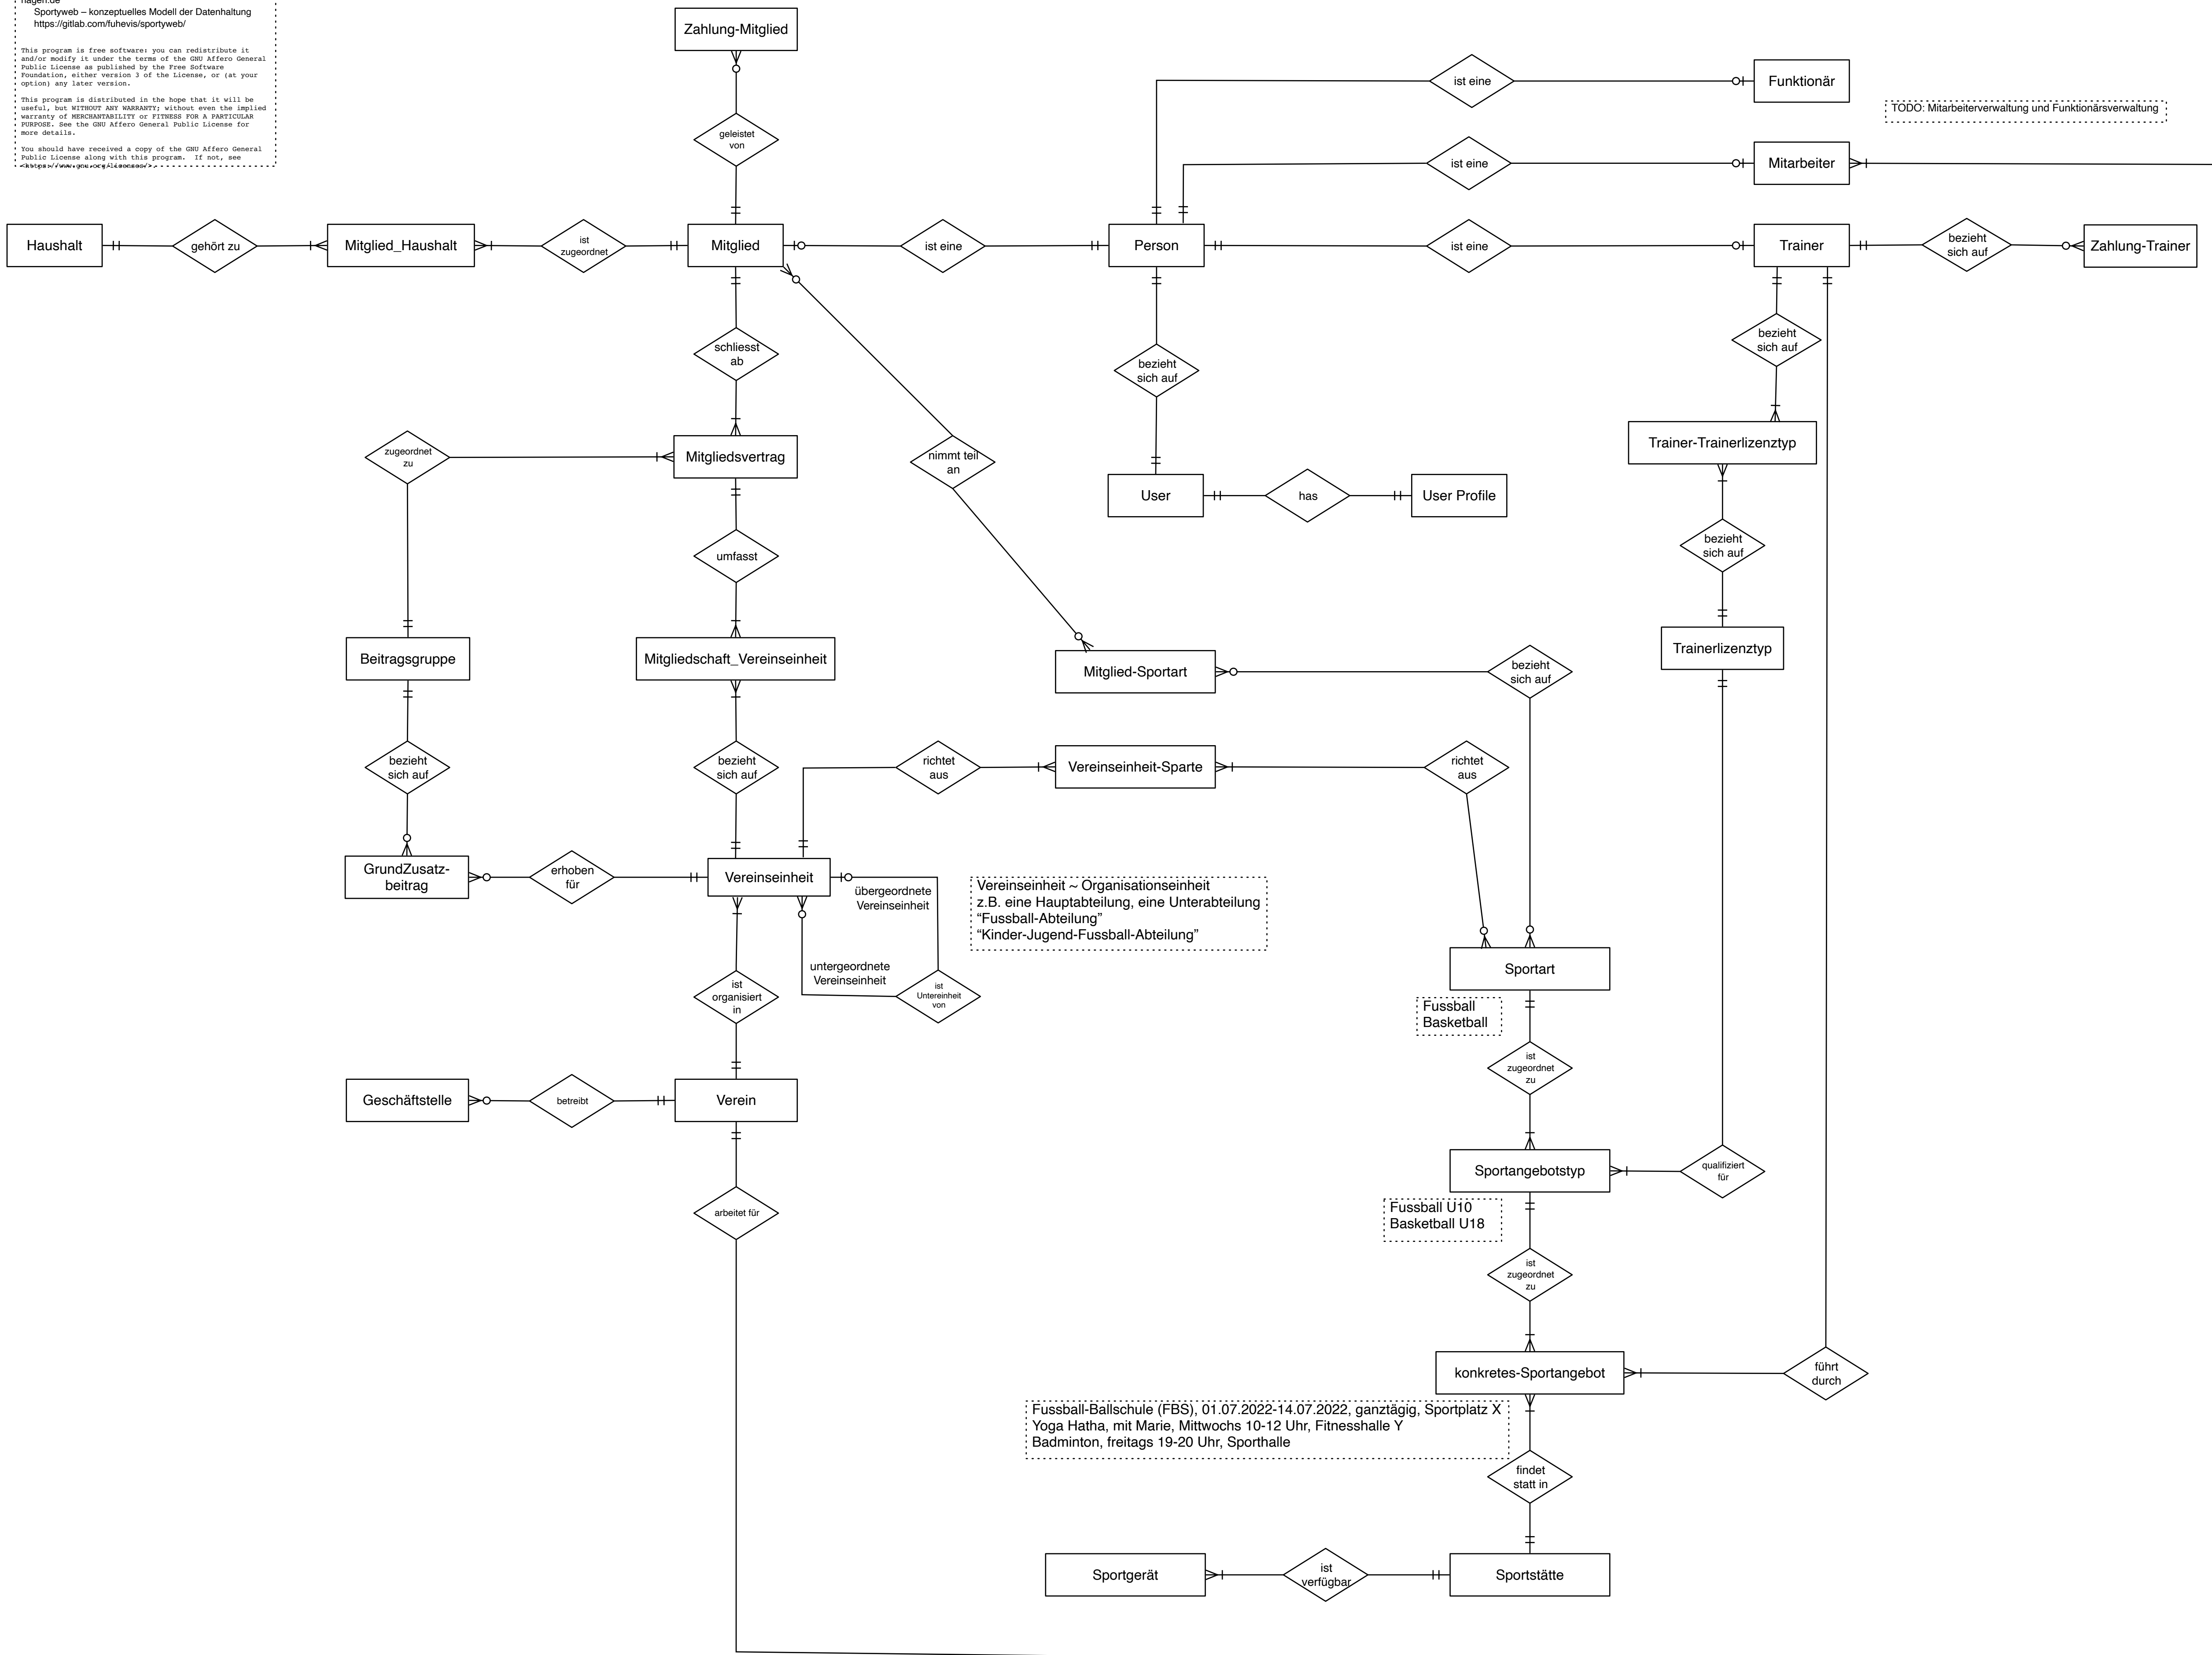 hagen.de
Sportyweb – konzeptuelles Modell der Datenhaltung
https://gitlab.com/fuhevis/sportyweb/
This program is free software: you can redistribute it
and/or modify it under the terms of the GNU Affero General
Public License as published by the Free Software
Foundation, either version 3 of the License, or (at your
option) any later version.
This program is distributed in the hope that it will be
useful, but WITHOUT ANY WARRANTY; without even the implied
warranty of MERCHANTABILITY or FITNESS FOR A PARTICULAR
PURPOSE. See the GNU Affero General Public License for
more details.
You should have received a copy of the GNU Affero General
Public License along with this program.  If not, see
<https://www.gnu.org/licenses/>.
Zahlung-Mitglied
ist eine
Funktionär
TODO: Mitarbeiterverwaltung und Funktionärsverwaltung
geleistet
von
ist eine
Mitarbeiter
Haushalt
gehört zu
Mitglied_Haushalt
ist
zugeordnet
Mitglied
ist eine
Person
ist eine
Trainer
bezieht
sich auf
Zahlung-Trainer
schliesst
ab
bezieht
sich auf
bezieht
sich auf
zugeordnet
zu
Mitgliedsvertrag
nimmt teil
an
Trainer-Trainerlizenztyp
User
has
User Profile
umfasst
bezieht
sich auf
Beitragsgruppe
Mitgliedschaft_Vereinseinheit
Mitglied-Sportart
bezieht
sich auf
Trainerlizenztyp
bezieht
sich auf
bezieht
sich auf
richtet
aus
Vereinseinheit-Sparte
richtet
aus
GrundZusatz-
beitrag
erhoben
für
Vereinseinheit
übergeordnete
Vereinseinheit
Vereinseinheit ~ Organisationseinheit
z.B. eine Hauptabteilung, eine Unterabteilung
“Fussball-Abteilung”
“Kinder-Jugend-Fussball-Abteilung”
untergeordnete
Vereinseinheit
ist
organisiert
in
ist
Untereinheit
von
Sportart
Fussball
Basketball
ist
zugeordnet
zu
Geschäftstelle
betreibt
Verein
Sportangebotstyp
qualifiziert
für
arbeitet für
Fussball U10
Basketball U18
ist
zugeordnet
zu
konkretes-Sportangebot
führt
durch
Fussball-Ballschule (FBS), 01.07.2022-14.07.2022, ganztägig, Sportplatz X
Yoga Hatha, mit Marie, Mittwochs 10-12 Uhr, Fitnesshalle Y
Badminton, freitags 19-20 Uhr, Sporthalle
findet
statt in
Sportgerät
ist
verfügbar
Sportstätte